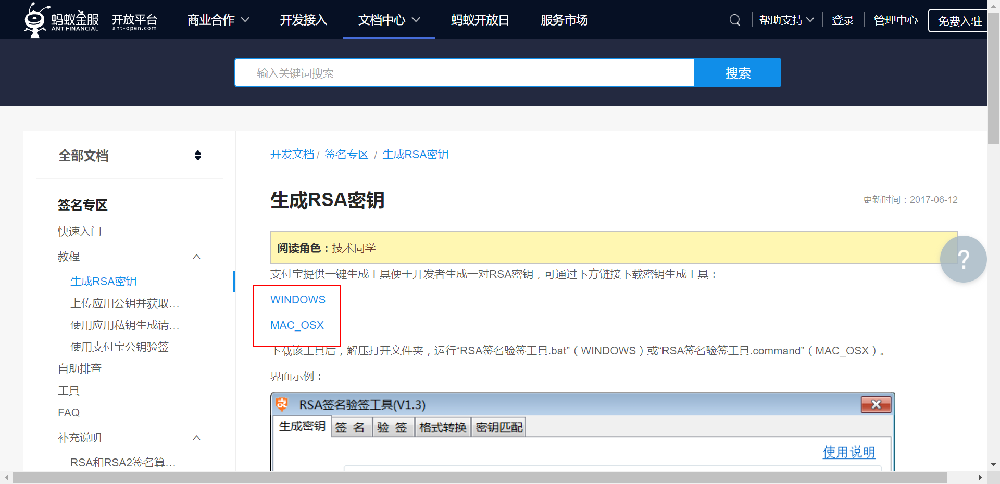 蚂蚁金服 开放平台
ANT FINANCIAL ant-open.com
商业合作 开发接入 文档中心 蚂蚁开放日 服务市场 帮助支持 登录 管理中心 免费入驻
输入关键词搜索 搜索
全部文档
签名专区
快速入门
教程
生成RSA密钥
上传应用公钥并获取...
使用应用私钥生成请...
使用支付宝公钥验签
自助排查
工具
FAQ
补充说明
RSA和RSA2签名算...
开发文档 / 签名专区 / 生成RSA密钥
生成RSA密钥
更新时间：2017-06-12
阅读角色：技术同学
?
支付宝提供一键生成工具便于开发者生成一对RSA密钥，可通过下方链接下载密钥生成工具：
WINDOWS
MAC_OSX
下载该工具后，解压打开文件夹，运行“RSA签名验签工具.bat”（WINDOWS）或“RSA签名验签工具.command”（MAC_OSX）。
界面示例：
支 RSA签名验签工具(V1.3)
生成密钥 签 名 验 签 格式转换 密钥匹配
使用说明